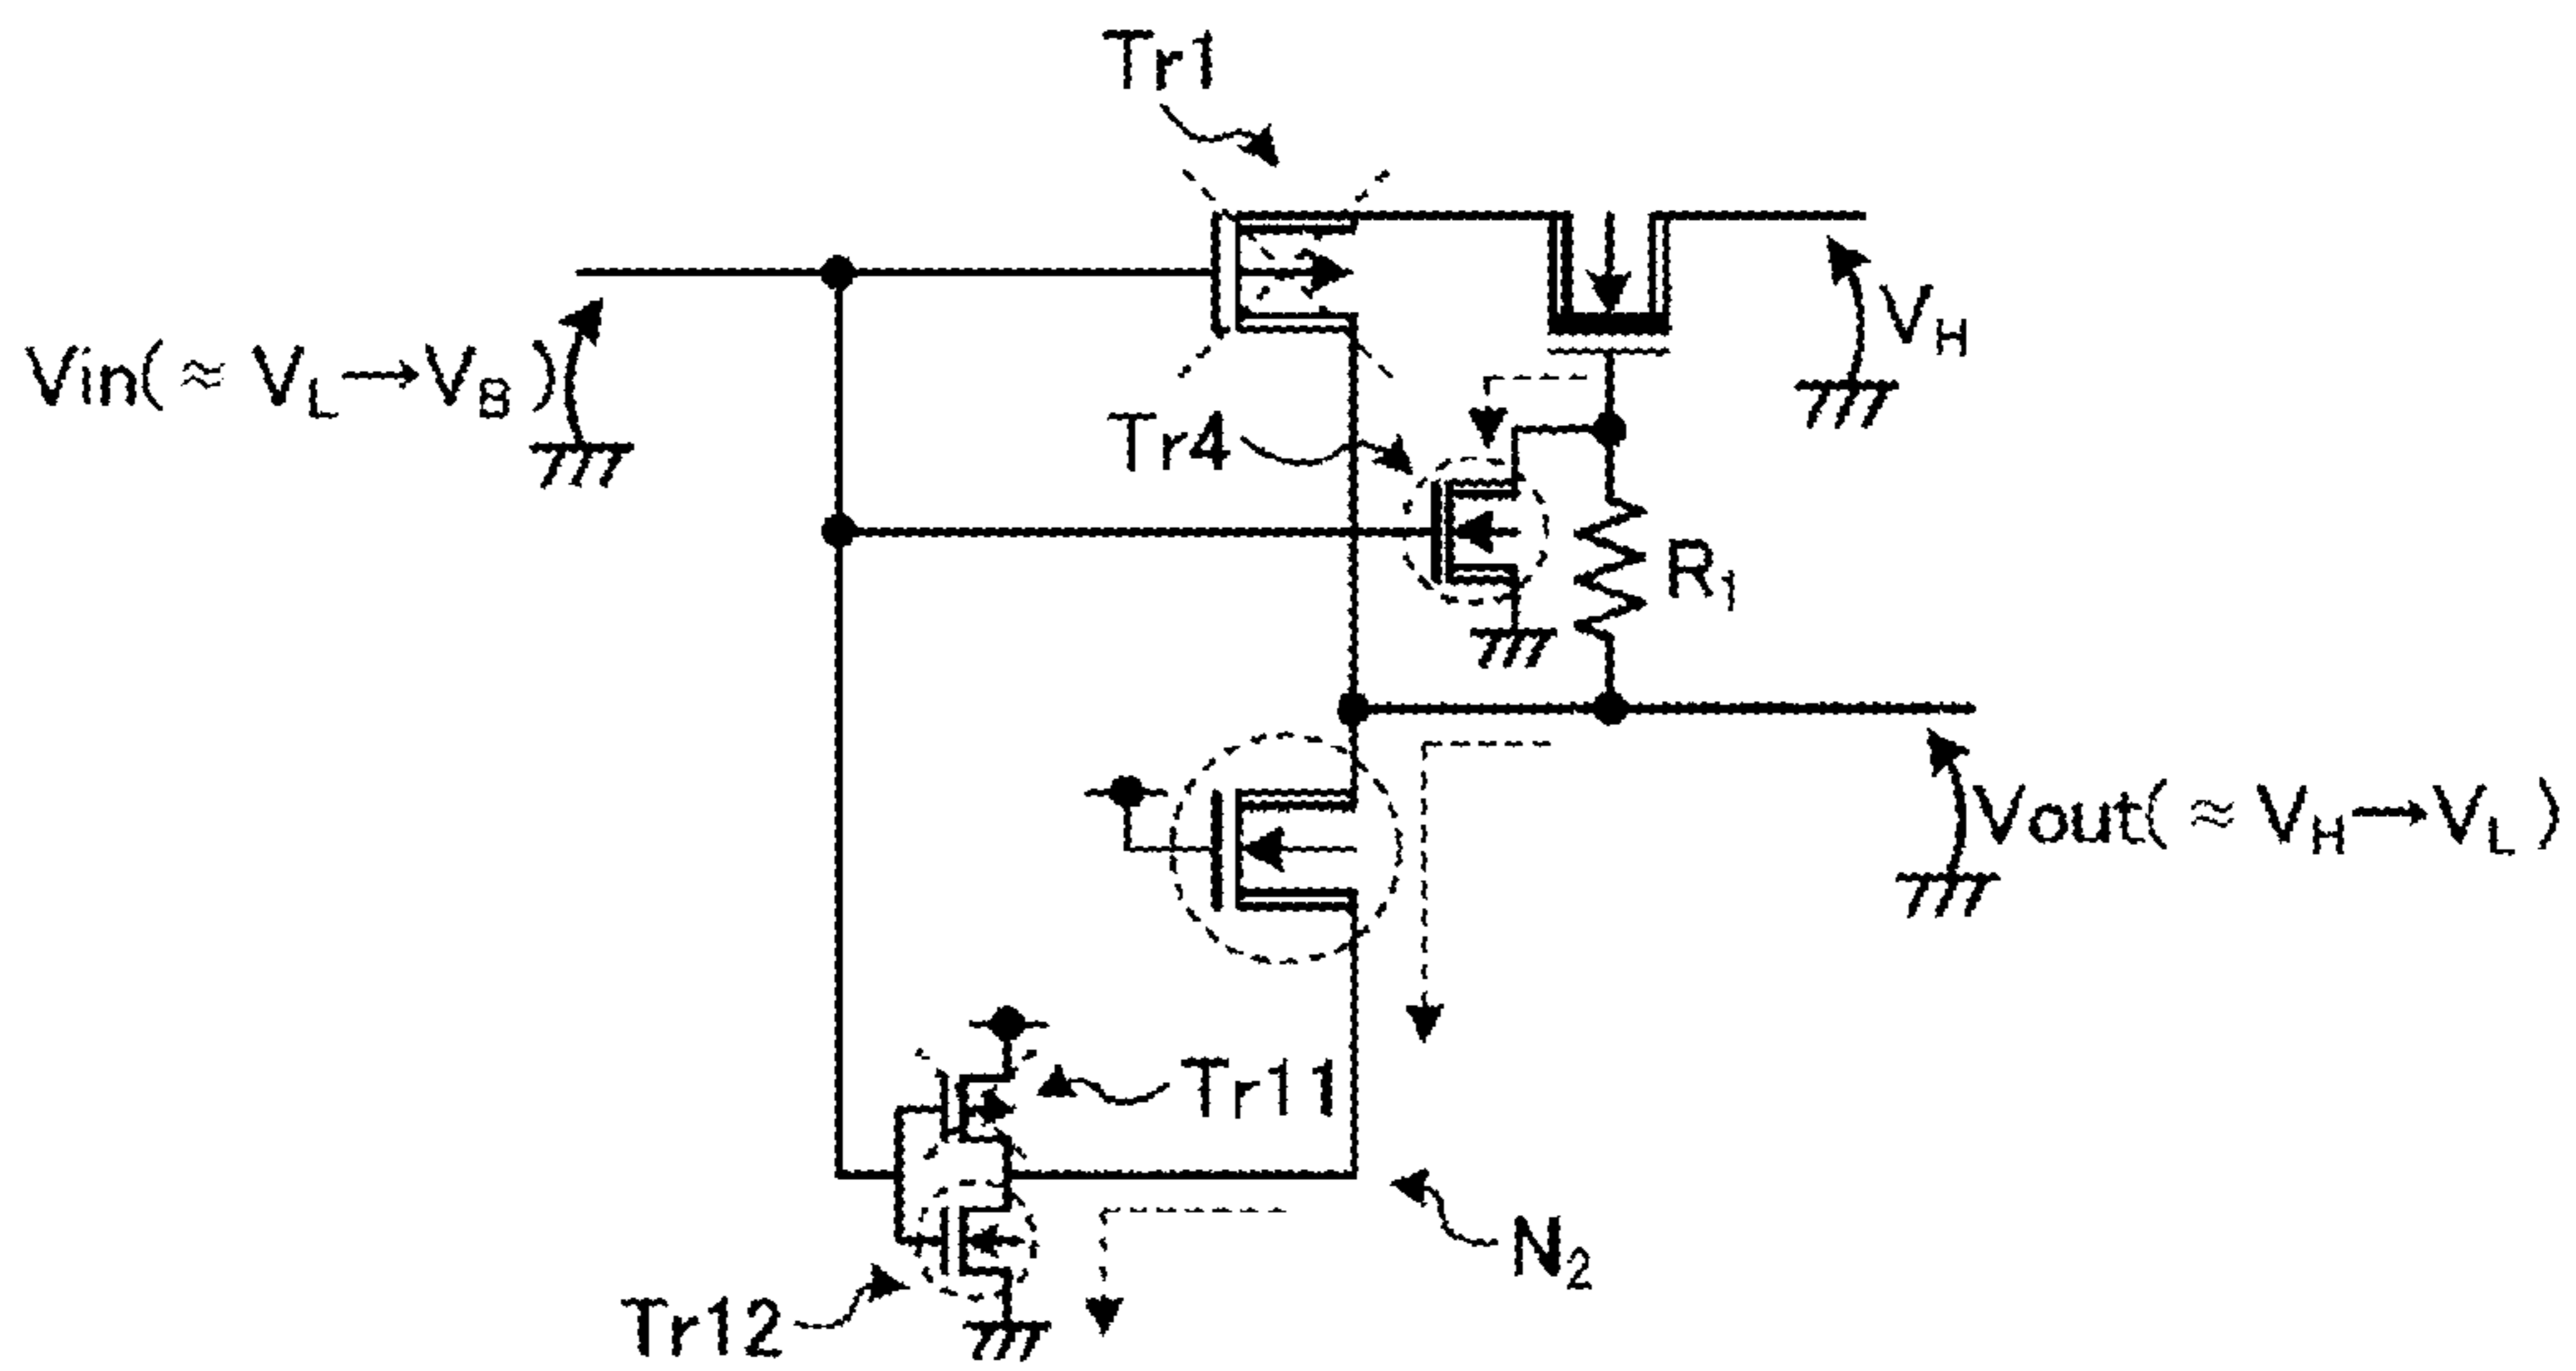 Tr1
Vin(≈ VL→VB)
VH
Tr4
R1
Vout(≈ VH→VL)
Tr11
N2
Tr12